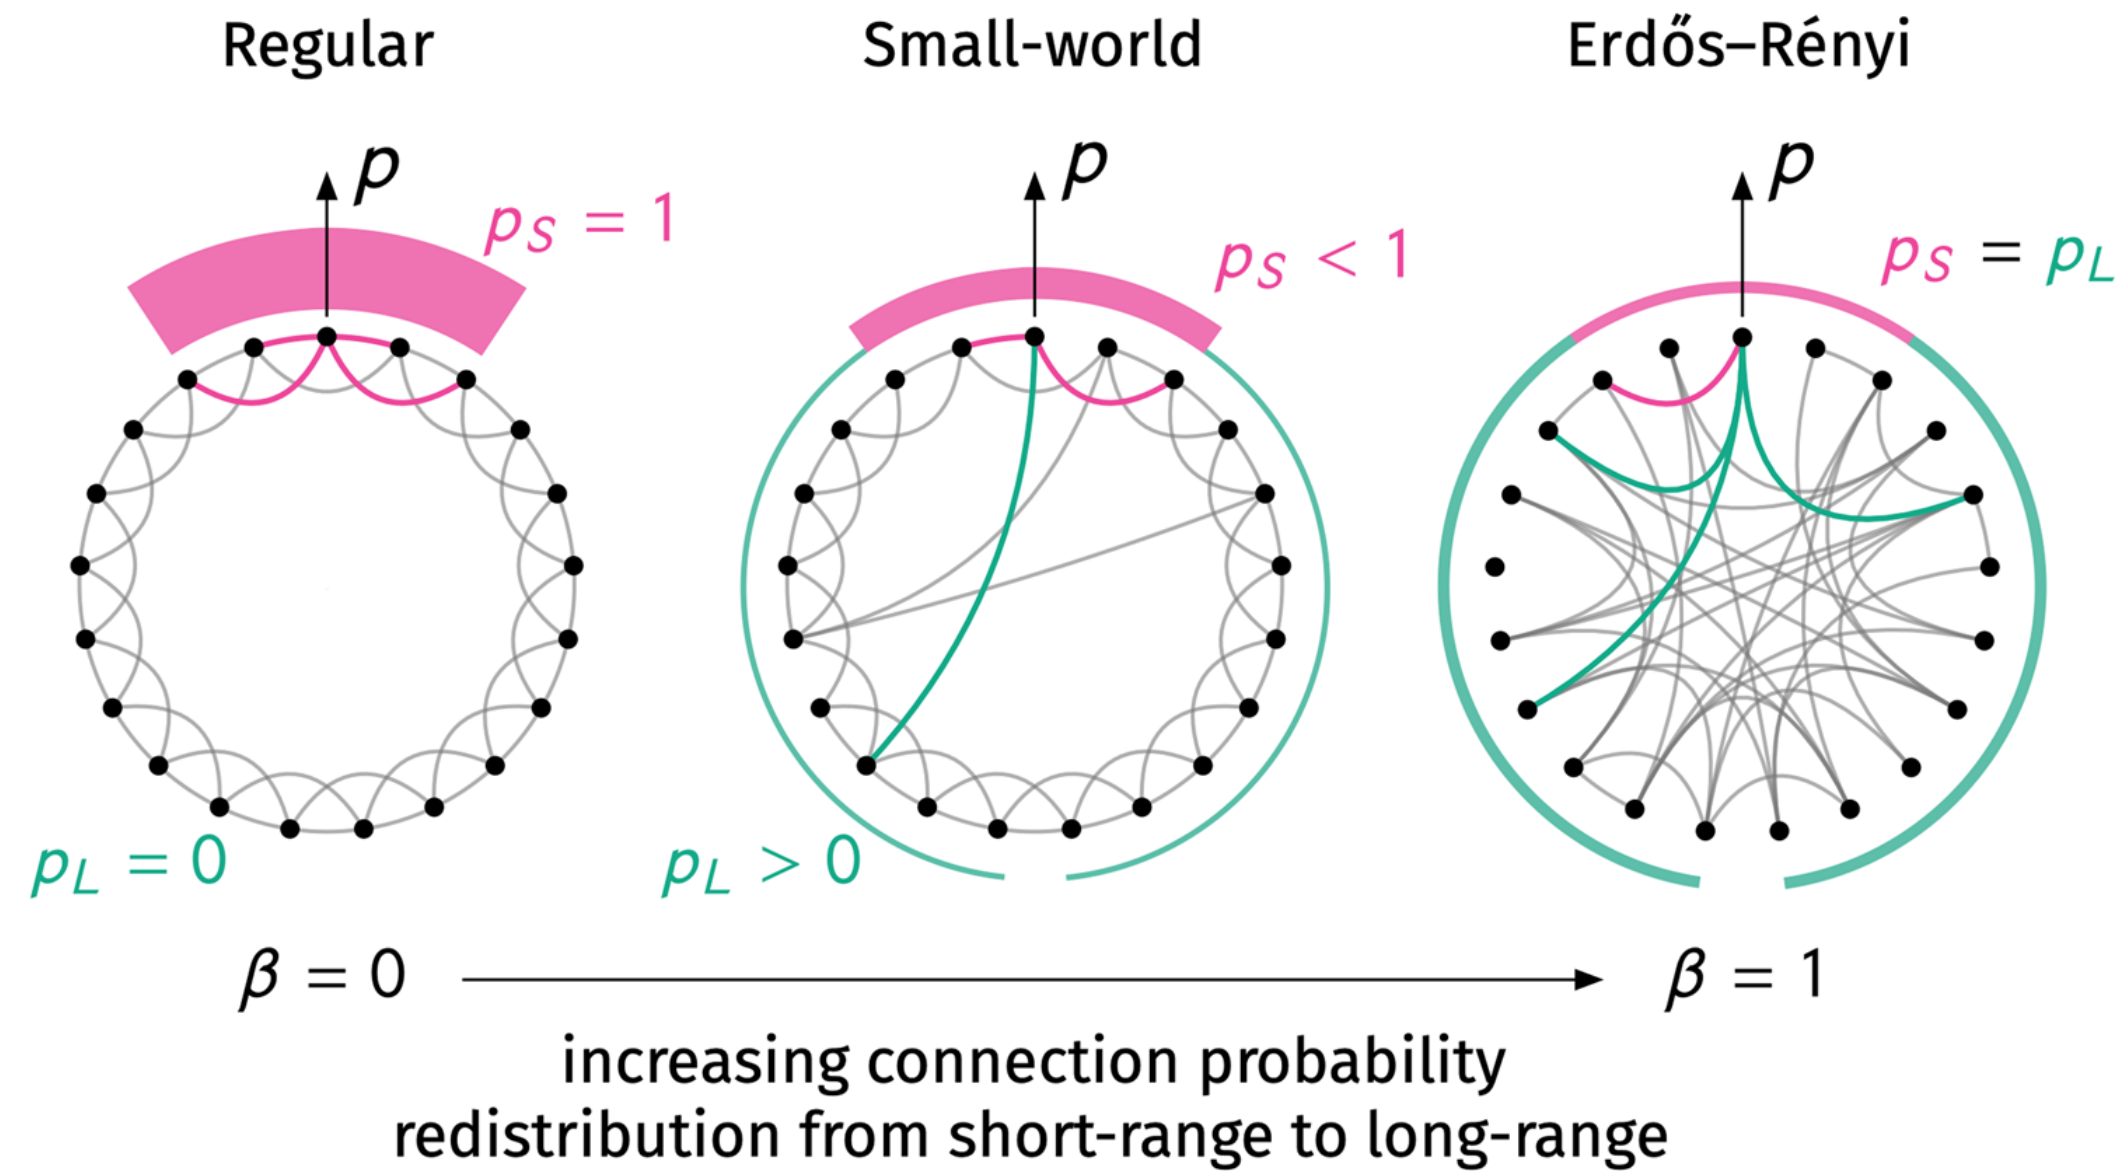 Regular
Small-world
Erdős–Rényi
p
pS = 1
p
pS < 1
p
pS = pL
pL = 0
pL > 0
β = 0
β = 1
increasing connection probability
redistribution from short-range to long-range